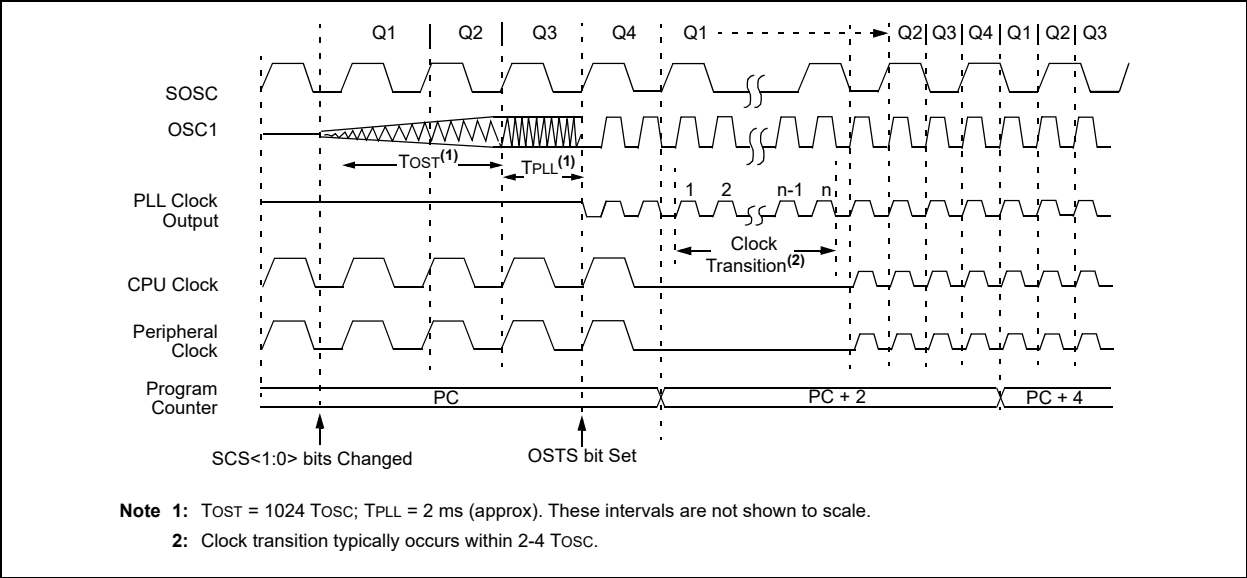 Q1 Q2 Q3 Q4 Q1 Q2 Q3 Q4 Q1 Q2 Q3
SOSC
OSC1
TOST(1)
TPLL(1)
PLL Clock
Output
1 2 n-1 n
Clock
Transition(2)
CPU Clock
Peripheral
Clock
Program
Counter
PC PC + 2 PC + 4
SCS<1:0> bits Changed
OSTS bit Set
Note 1: TOST = 1024 TOSC; TPLL = 2 ms (approx). These intervals are not shown to scale.
2: Clock transition typically occurs within 2-4 TOSC.